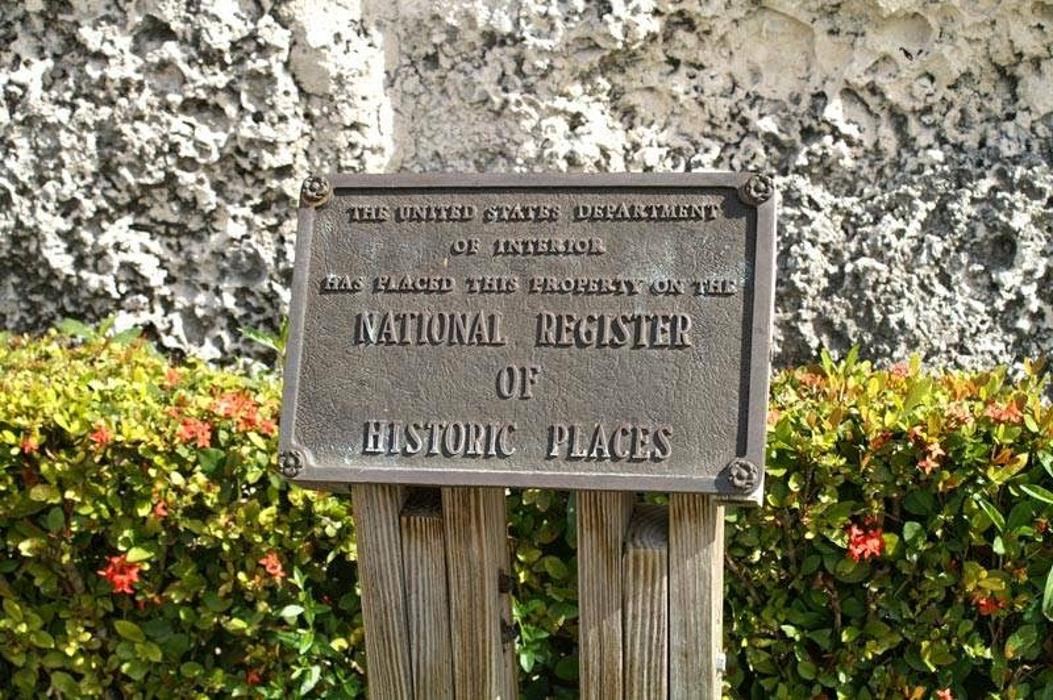 THE UNITED STATES DEPARTMENT
OF INTERIOR
HAS PLACED THIS PROPERTY ON THE
NATIONAL REGISTER
OF
HISTORIC PLACES